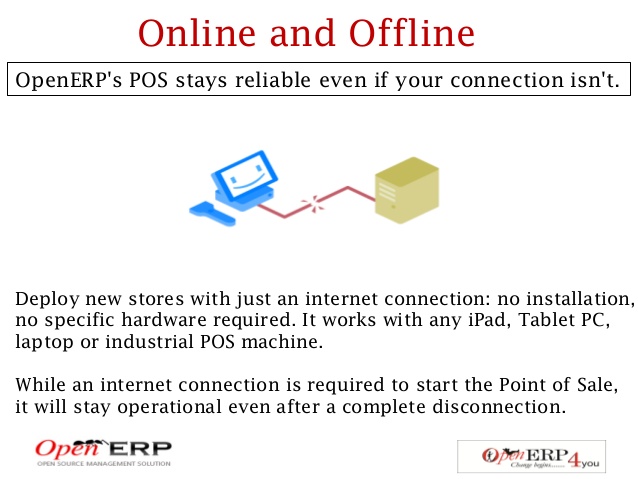 Online and Offline
OpenERP's POS stays reliable even if your connection isn't.
Deploy new stores with just an internet connection: no installation,
no specific hardware required. It works with any iPad, Tablet PC,
laptop or industrial POS machine.
While an internet connection is required to start the Point of Sale,
it will stay operational even after a complete disconnection.
Open ERP
OPEN SOURCE MANAGEMENT SOLUTION
OpenERP4you
Change begins......